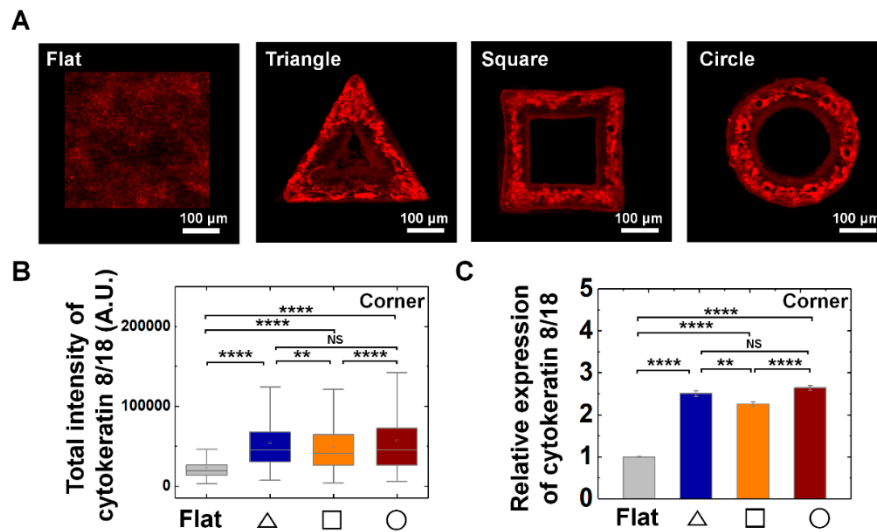 A
Flat
Triangle
Square
Circle
100 µm
100 µm
100 µm
100 µm
B
Total intensity of
cytokeratin 8/18 (A.U.)
200000
100000
0
Corner
****
****
NS
****
**
****
Flat
C
Relative expression
of cytokeratin 8/18
5
4
3
2
1
0
Corner
****
****
NS
****
**
****
Flat